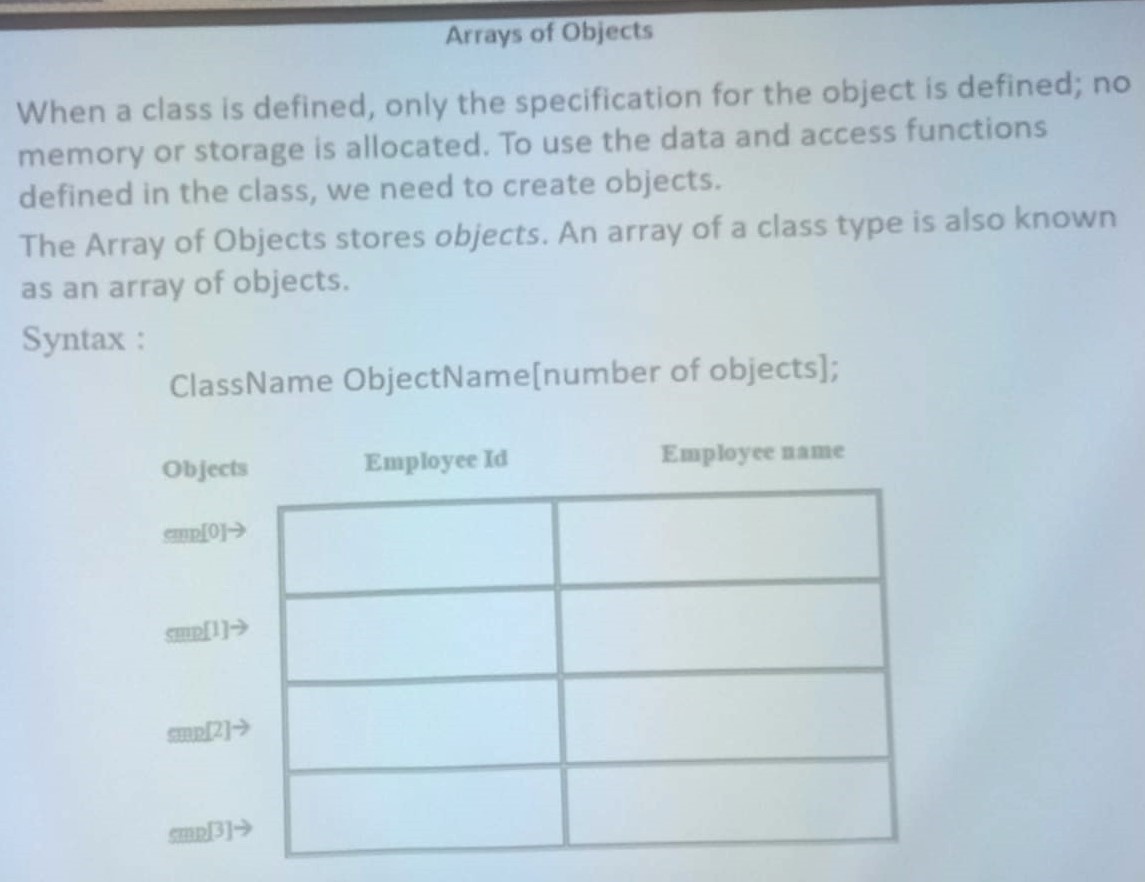 Arrays of Objects
When a class is defined, only the specification for the object is defined; no
memory or storage is allocated. To use the data and access functions
defined in the class, we need to create objects.
The Array of Objects stores objects. An array of a class type is also known
as an array of objects.
Syntax :
ClassName ObjectName[number of objects];
Objects Employee Id Employee name
emp[0]→
emp[1]→
emp[2]→
emp[3]→